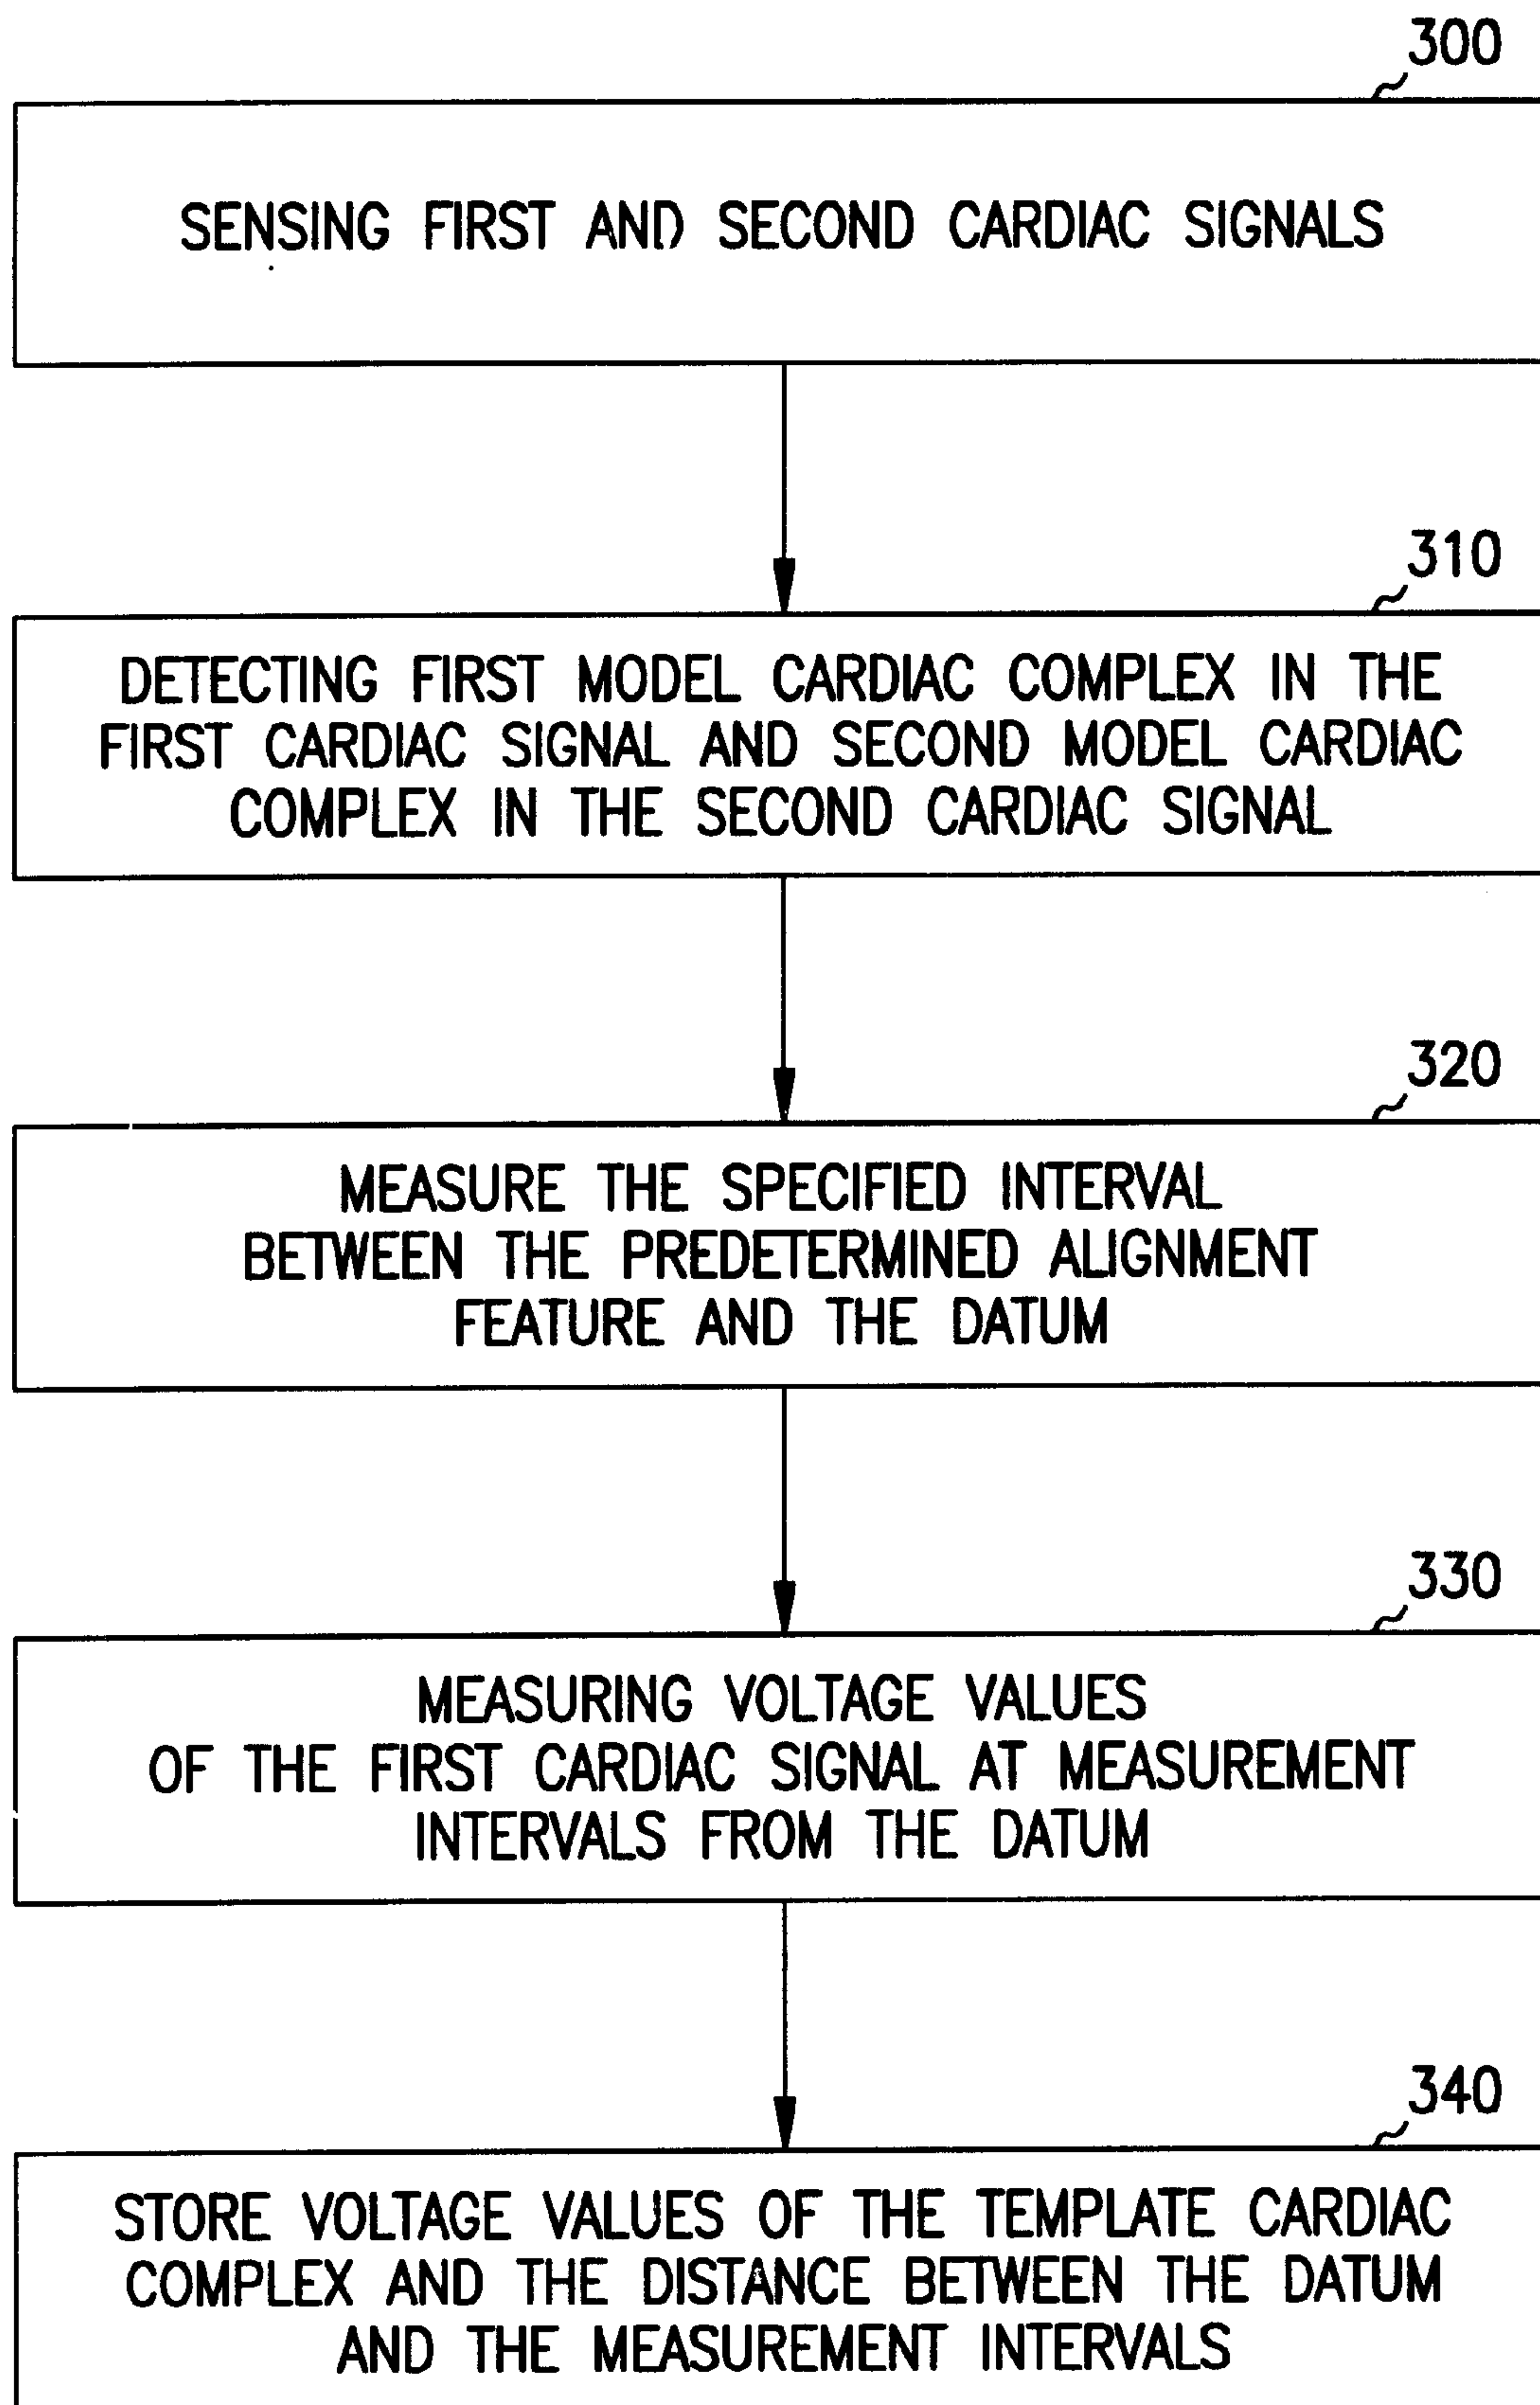 300
SENSING FIRST AND SECOND CARDIAC SIGNALS
310
DETECTING FIRST MODEL CARDIAC COMPLEX IN THE
FIRST CARDIAC SIGNAL AND SECOND MODEL CARDIAC
COMPLEX IN THE SECOND CARDIAC SIGNAL
320
MEASURE THE SPECIFIED INTERVAL
BETWEEN THE PREDETERMINED ALIGNMENT
FEATURE AND THE DATUM
330
MEASURING VOLTAGE VALUES
OF THE FIRST CARDIAC SIGNAL AT MEASUREMENT
INTERVALS FROM THE DATUM
340
STORE VOLTAGE VALUES OF THE TEMPLATE CARDIAC
COMPLEX AND THE DISTANCE BETWEEN THE DATUM
AND THE MEASUREMENT INTERVALS